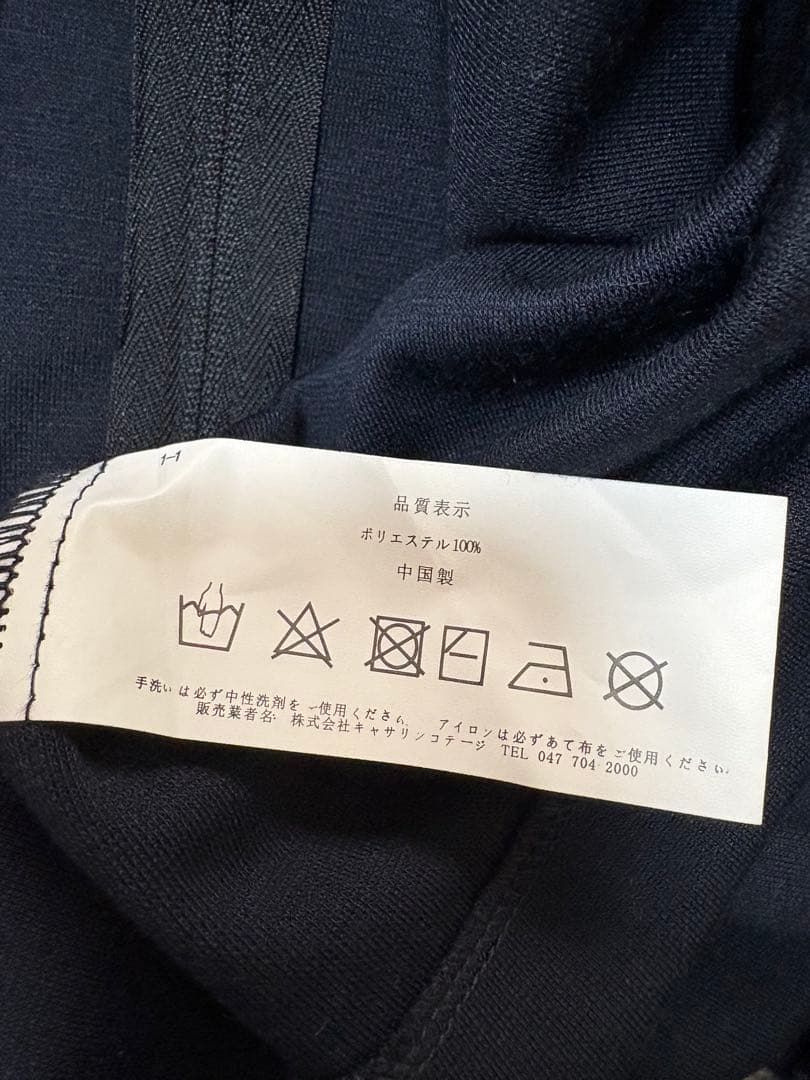 1-1
品質表示
ポリエステル100%
中国製
手洗いは必ず中性洗剤をご使用ください。 アイロンは必ずあて布をご使用ください。
販売業者名: 株式会社キャサリンコテージ TEL 047 704 2000